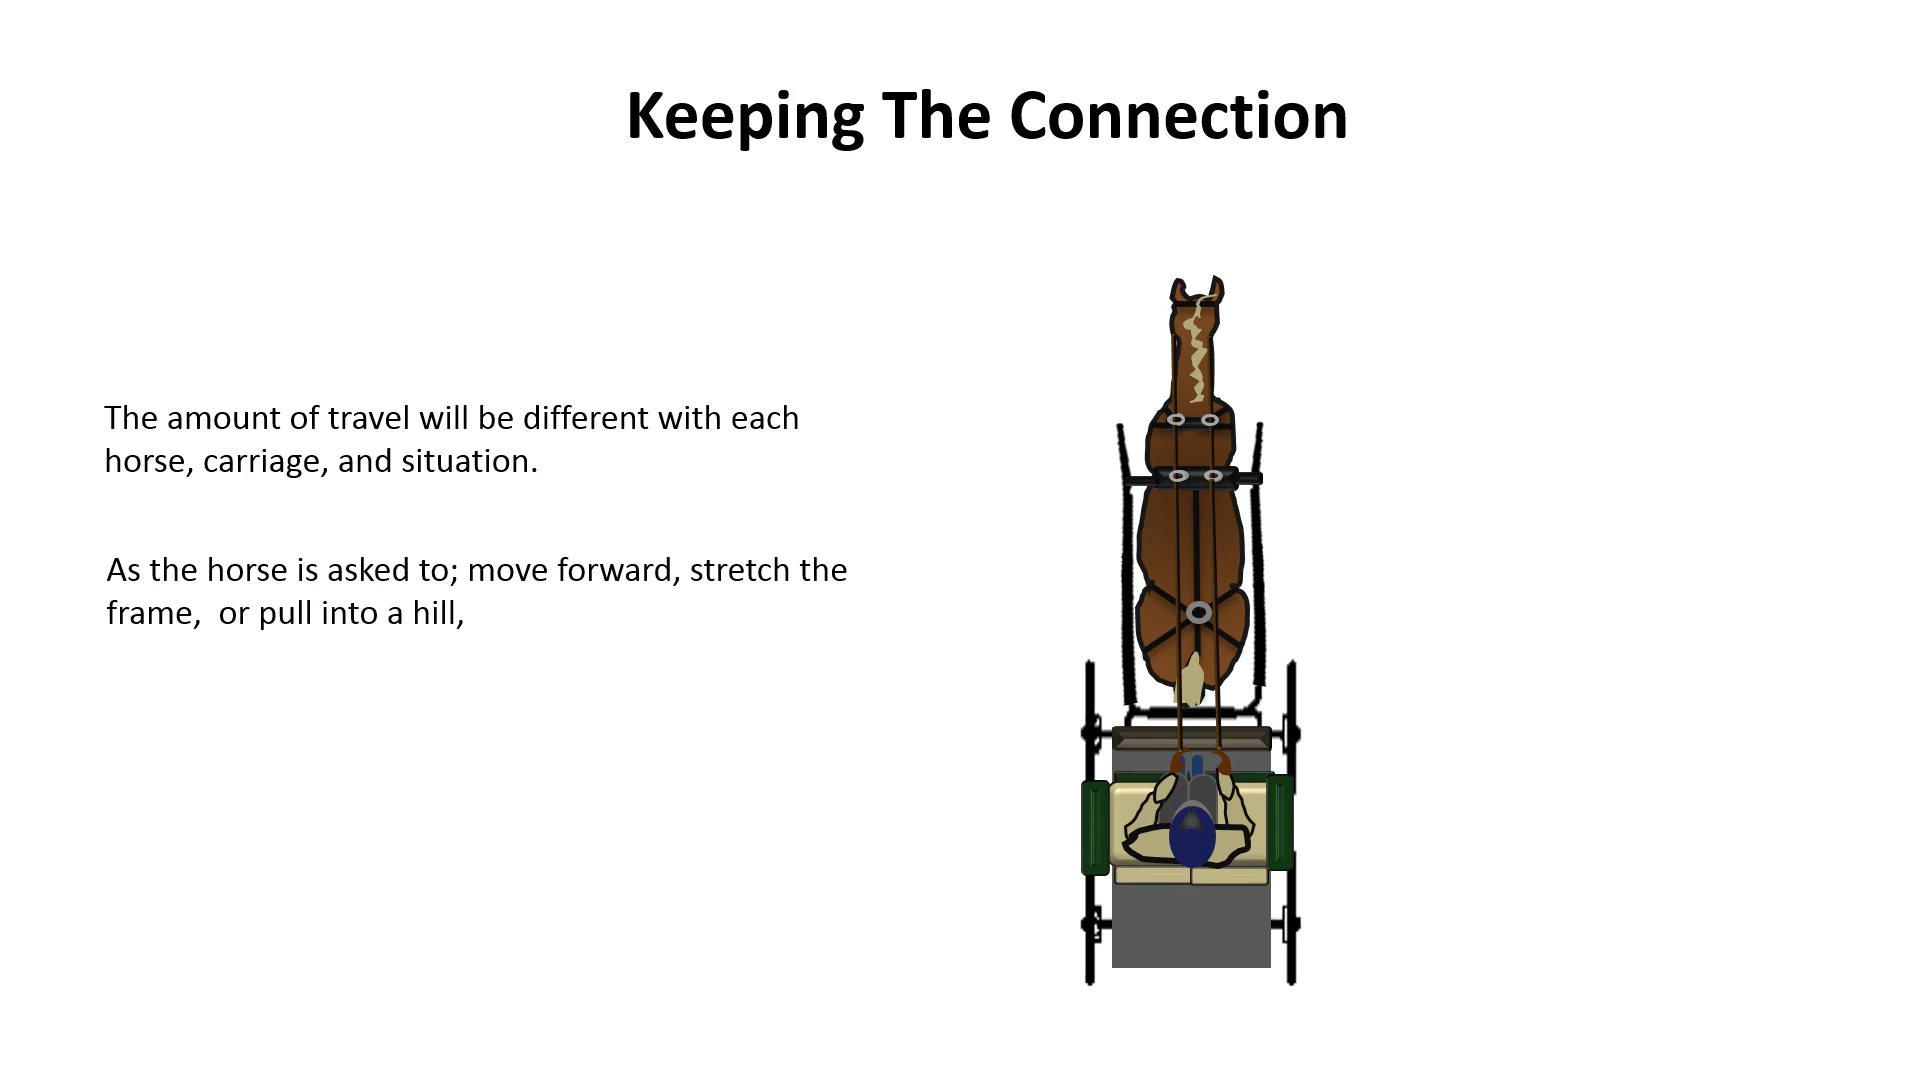 Keeping The Connection
The amount of travel will be different with each
horse, carriage, and situation.
As the horse is asked to; move forward, stretch the
frame,  or pull into a hill,